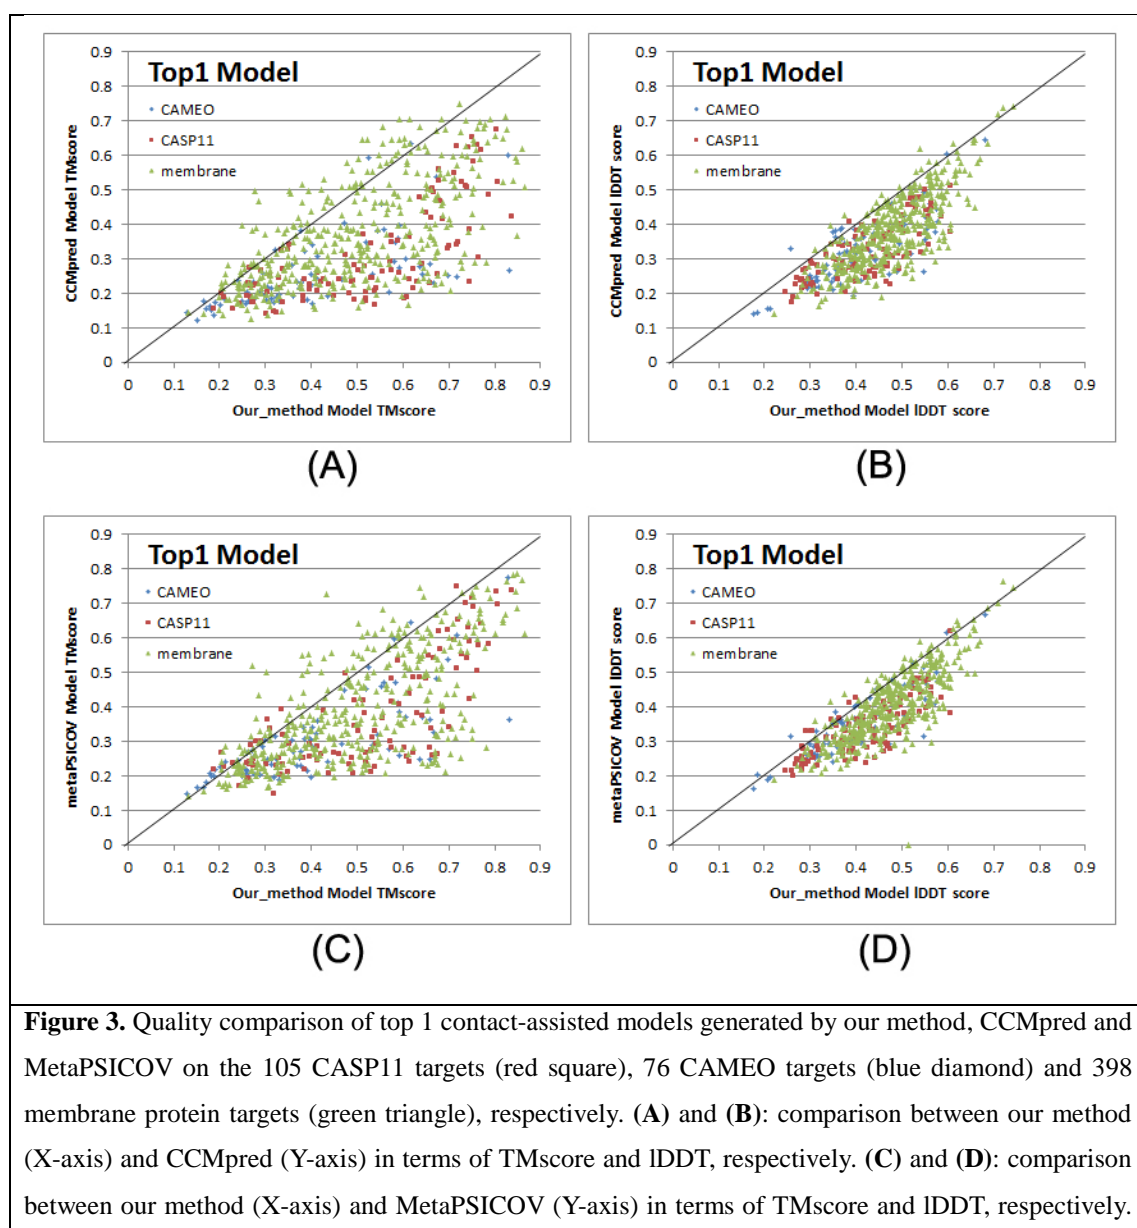 Top1 Model
CAMEO
CASP11
membrane
CCMpred Model TMscore
0.9
0.8
0.7
0.6
0.5
0.4
0.3
0.2
0.1
0
0 0.1 0.2 0.3 0.4 0.5 0.6 0.7 0.8 0.9
Our_method Model TMscore
(A)
Top1 Model
CAMEO
CASP11
membrane
CCMpred Model lDDT score
0.9
0.8
0.7
0.6
0.5
0.4
0.3
0.2
0.1
0
0 0.1 0.2 0.3 0.4 0.5 0.6 0.7 0.8 0.9
Our_method Model lDDT score
(B)
Top1 Model
CAMEO
CASP11
membrane
metaPSICOV Model TMscore
0.9
0.8
0.7
0.6
0.5
0.4
0.3
0.2
0.1
0
0 0.1 0.2 0.3 0.4 0.5 0.6 0.7 0.8 0.9
Our_method Model TMscore
(C)
Top1 Model
CAMEO
CASP11
membrane
metaPSICOV Model lDDT score
0.9
0.8
0.7
0.6
0.5
0.4
0.3
0.2
0.1
0
0 0.1 0.2 0.3 0.4 0.5 0.6 0.7 0.8 0.9
Our_method Model lDDT score
(D)
Figure 3. Quality comparison of top 1 contact-assisted models generated by our method, CCMpred and
MetaPSICOV on the 105 CASP11 targets (red square), 76 CAMEO targets (blue diamond) and 398
membrane protein targets (green triangle), respectively. (A) and (B): comparison between our method
(X-axis) and CCMpred (Y-axis) in terms of TMscore and lDDT, respectively. (C) and (D): comparison
between our method (X-axis) and MetaPSICOV (Y-axis) in terms of TMscore and lDDT, respectively.